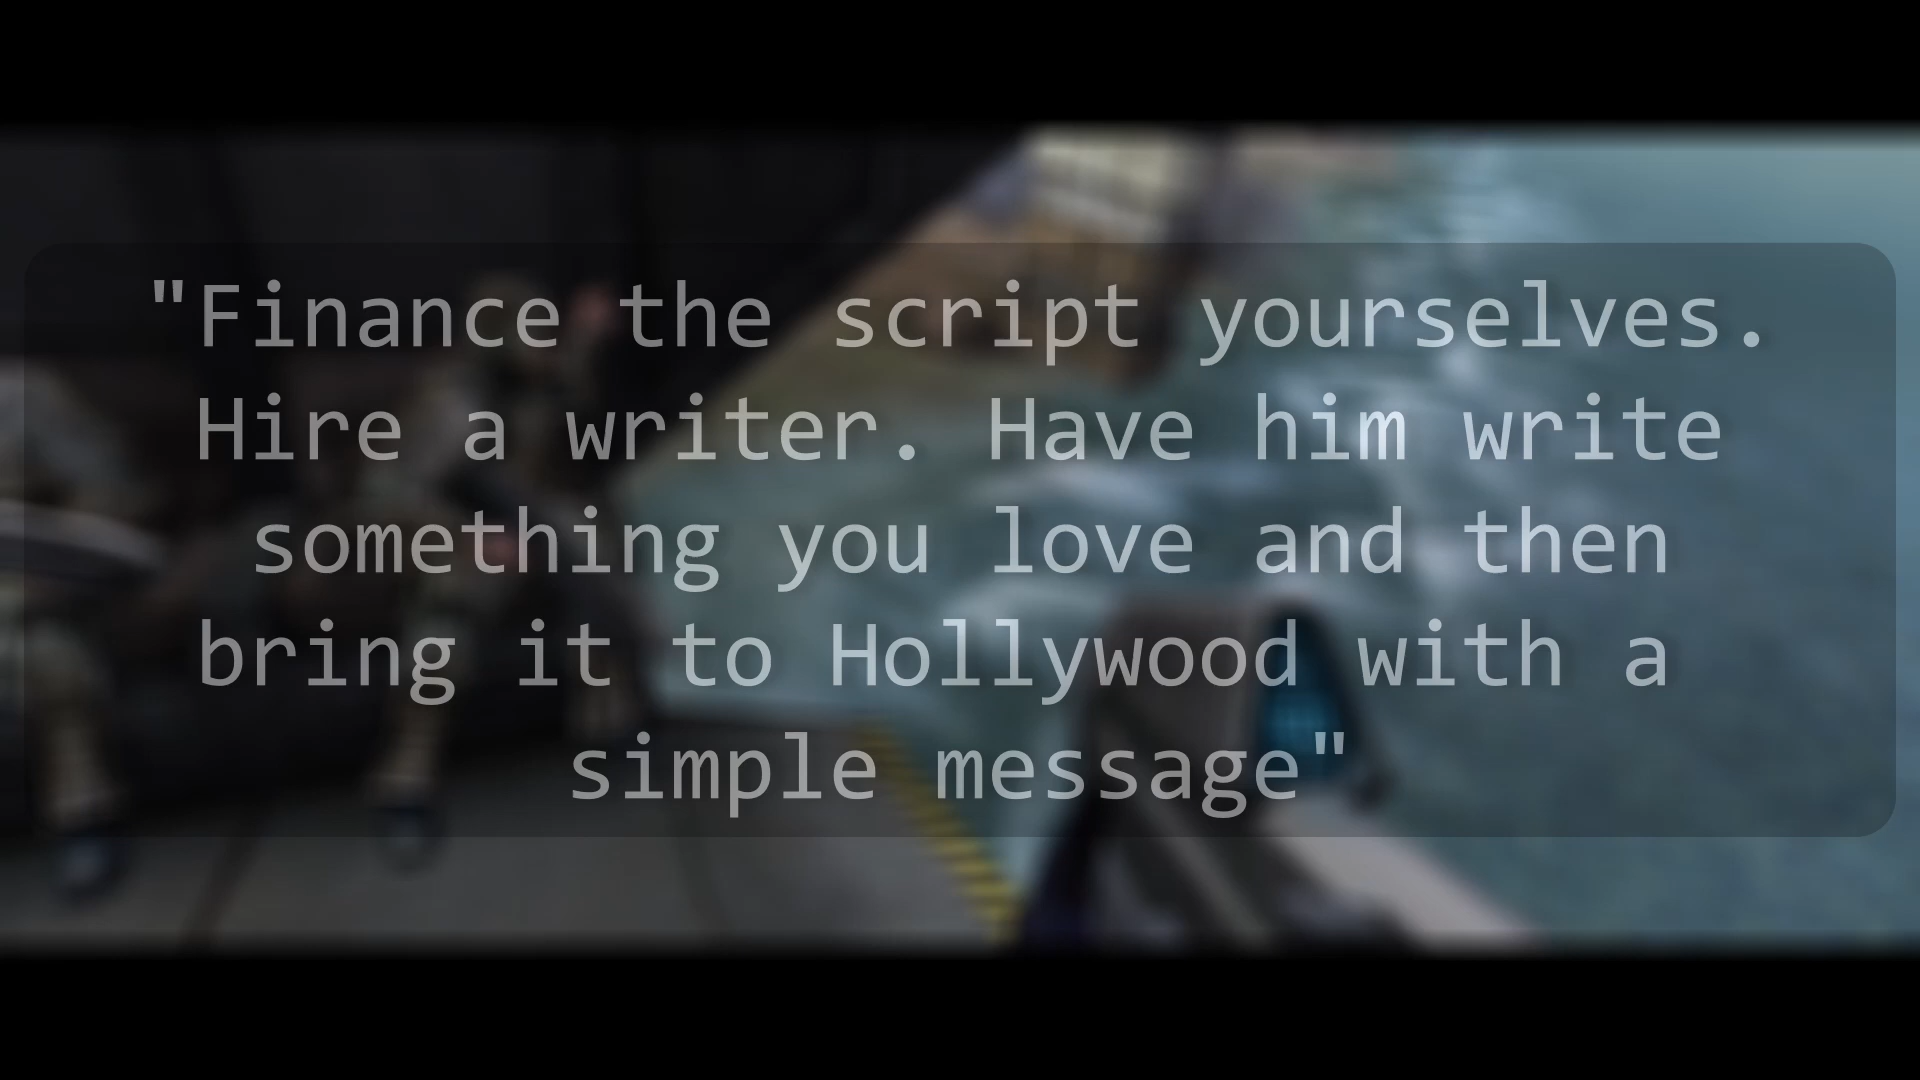 "Finance the script yourselves.
Hire a writer. Have him write
something you love and then
bring it to Hollywood with a
simple message"